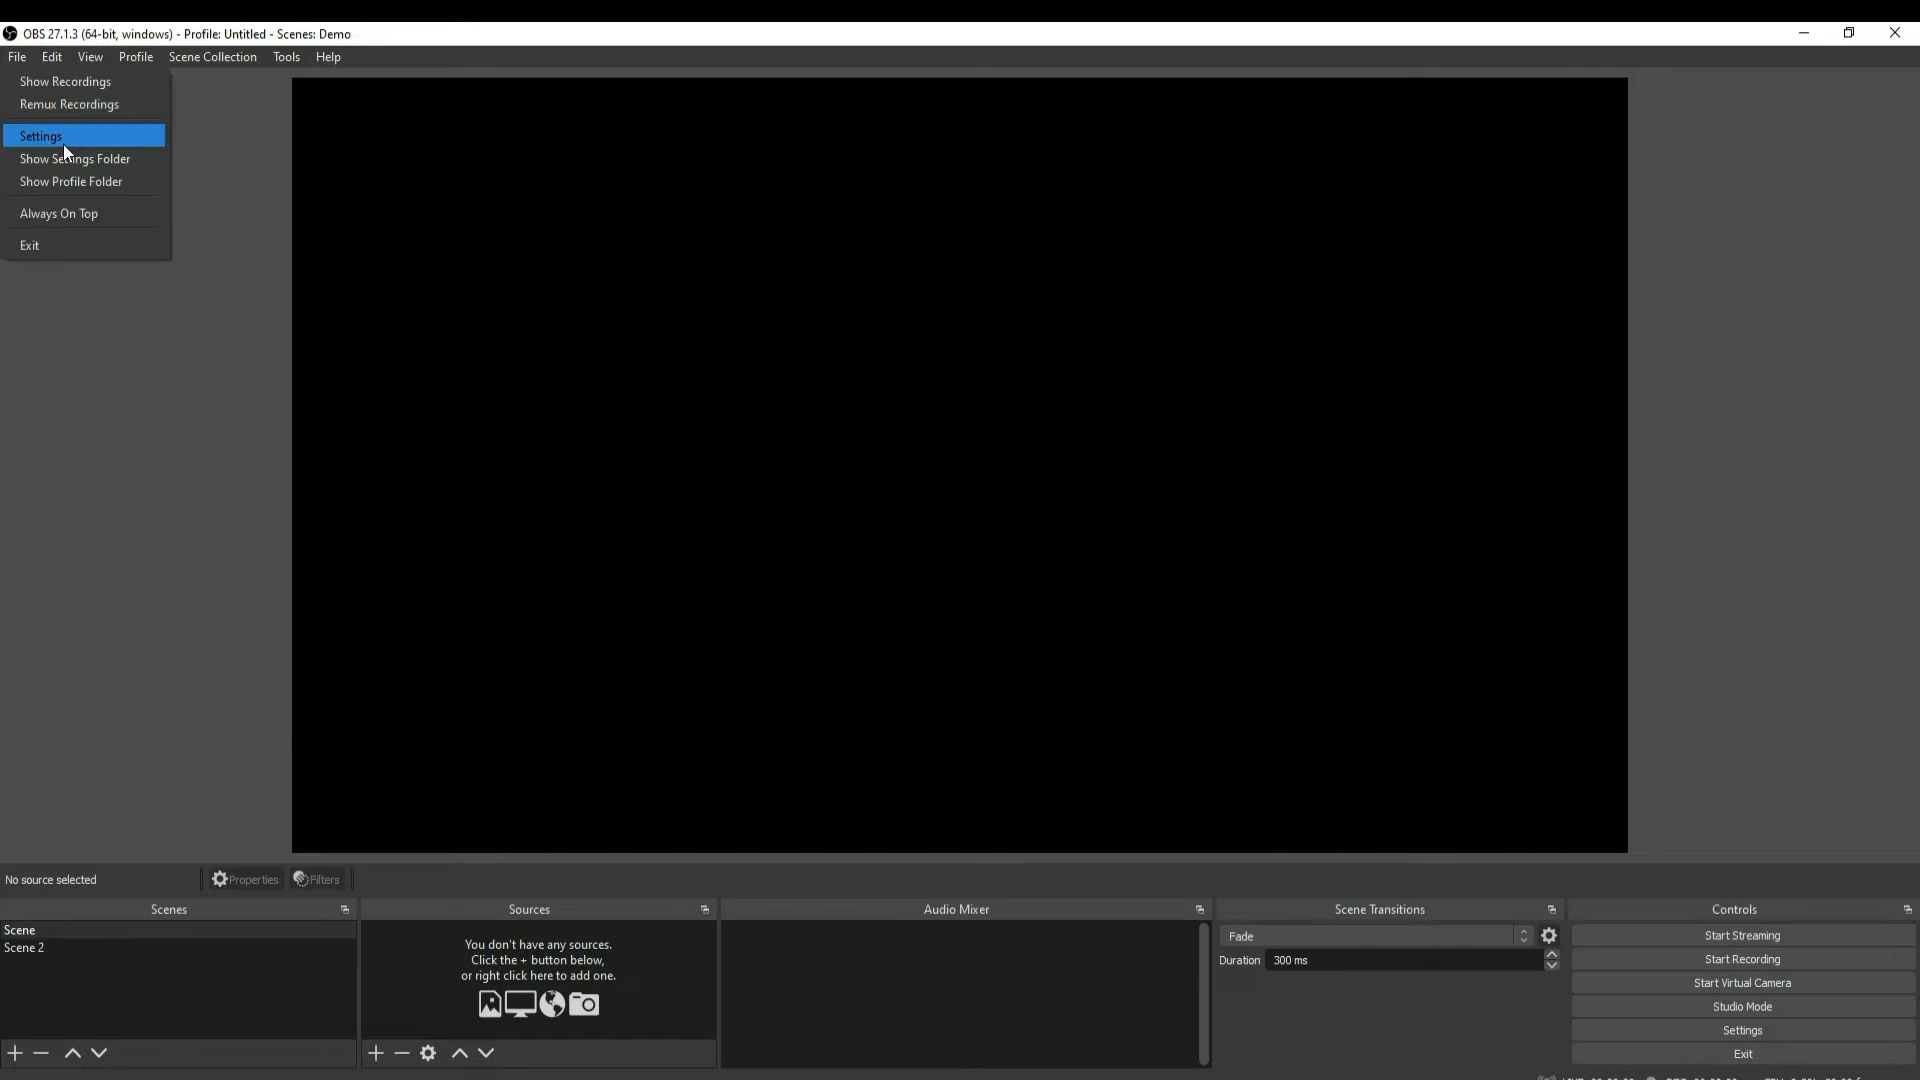 OBS 27.1.3 (64-bit, windows) - Profile: Untitled - Scenes: Demo
File Edit View Profile Scene Collection Tools Help
Show Recordings
Remux Recordings
Settings
Show Settings Folder
Show Profile Folder
Always On Top
Exit
No source selected Properties Filters
Scenes
Scene
Scene 2
Sources
You don't have any sources.
Click the + button below,
or right click here to add one.
Audio Mixer
Scene Transitions
Fade
Duration 300 ms
Controls
Start Streaming
Start Recording
Start Virtual Camera
Studio Mode
Settings
Exit